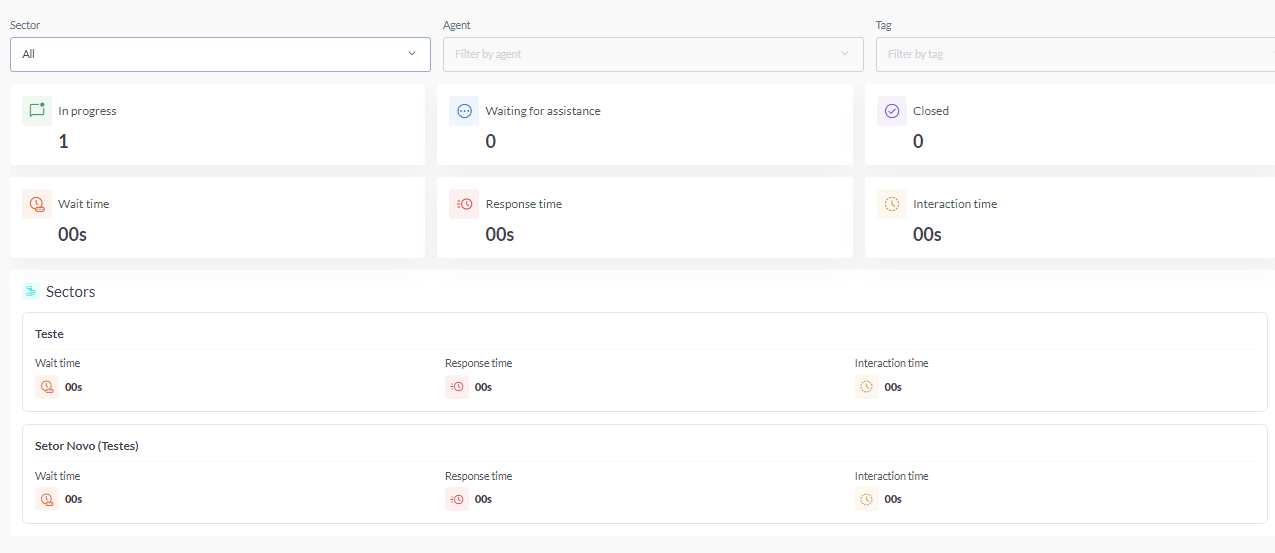 Sector Agent Tag
All Filter by agent Filter by tag
In progress Waiting for assistance Closed
1 0 0
Wait time Response time Interaction time
00s 00s 00s
Sectors
Teste
Wait time Response time Interaction time
00s 00s 00s
Setor Novo (Testes)
Wait time Response time Interaction time
00s 00s 00s